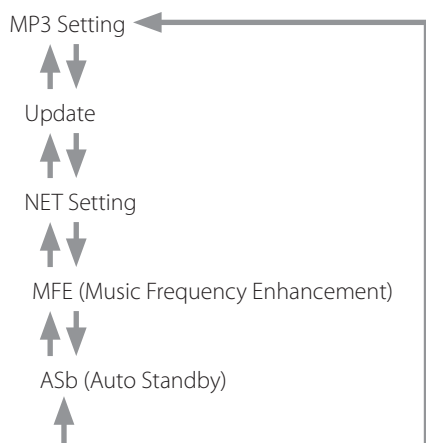 MP3 Setting
Update
NET Setting
MFE (Music Frequency Enhancement)
ASb (Auto Standby)